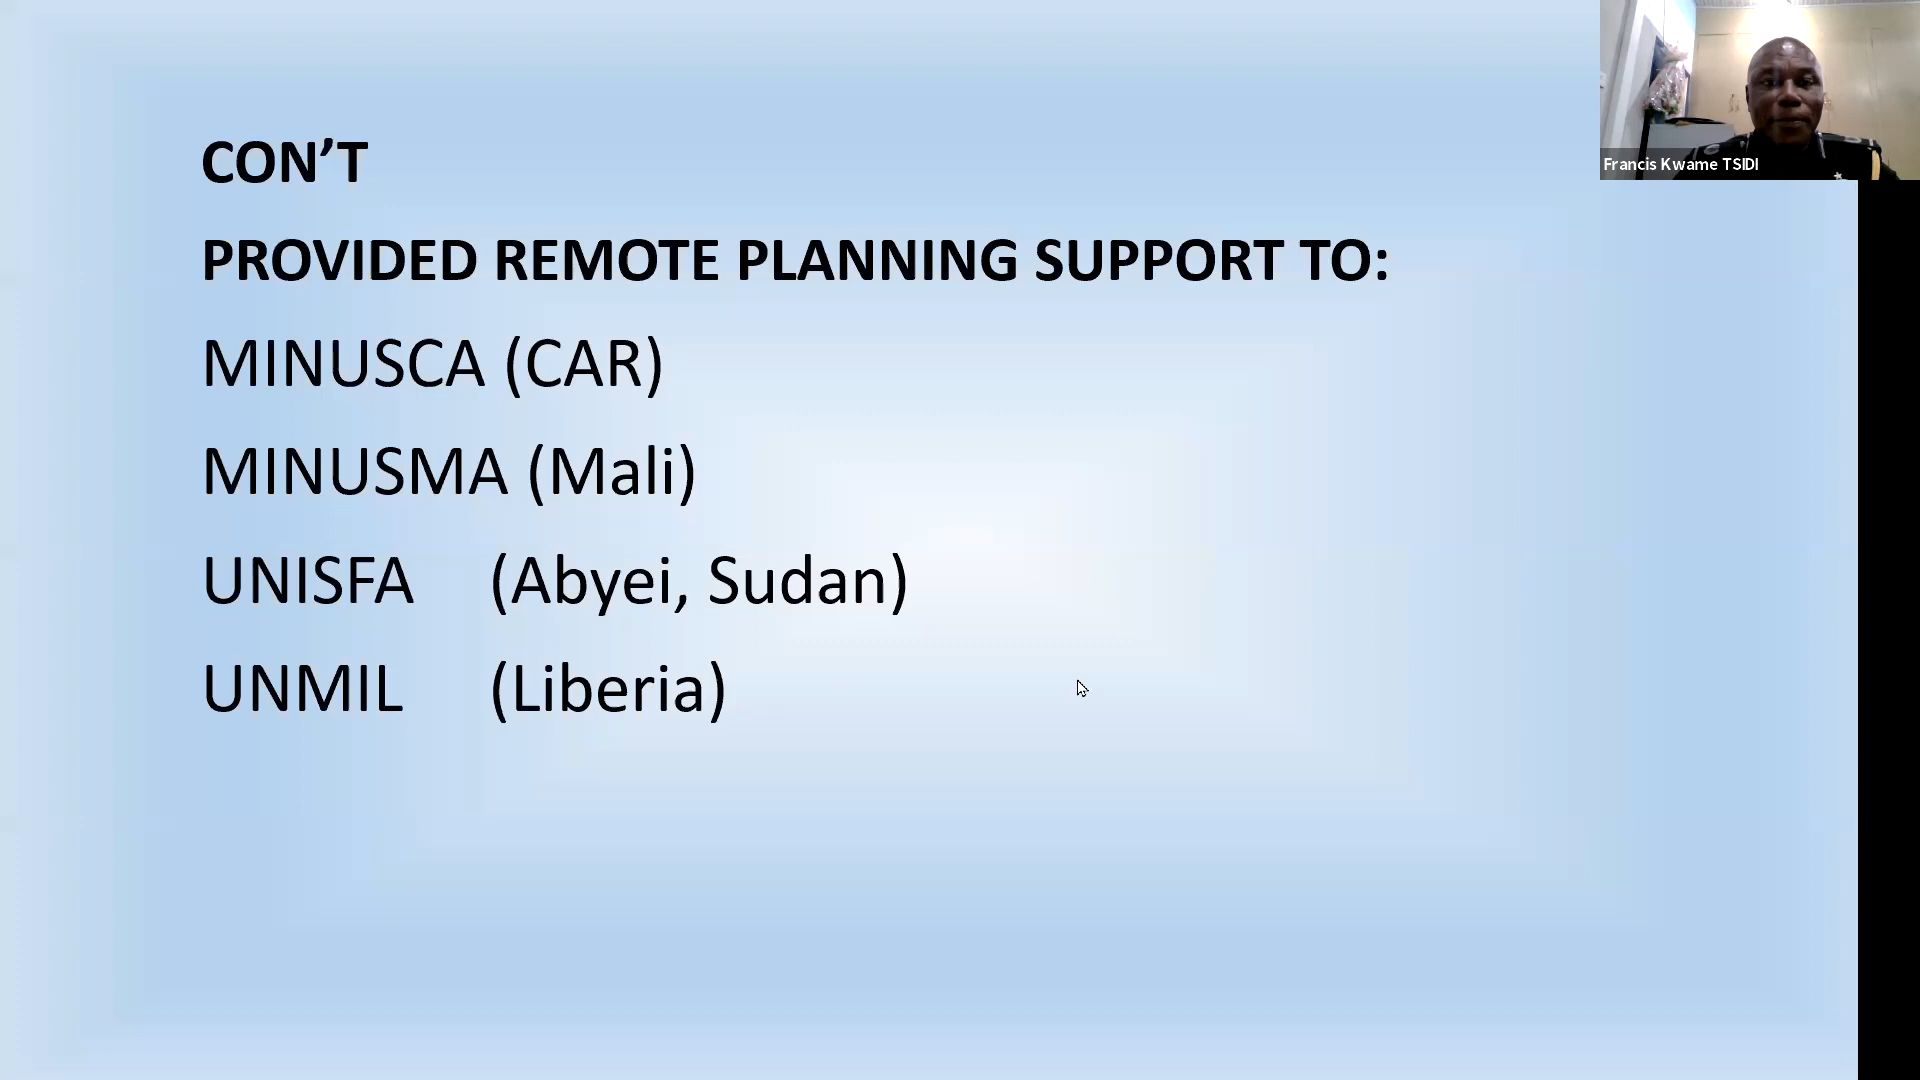 CON’T
PROVIDED REMOTE PLANNING SUPPORT TO:
MINUSCA (CAR)
MINUSMA (Mali)
UNISFA (Abyei, Sudan)
UNMIL (Liberia)
Francis Kwame TSIDI